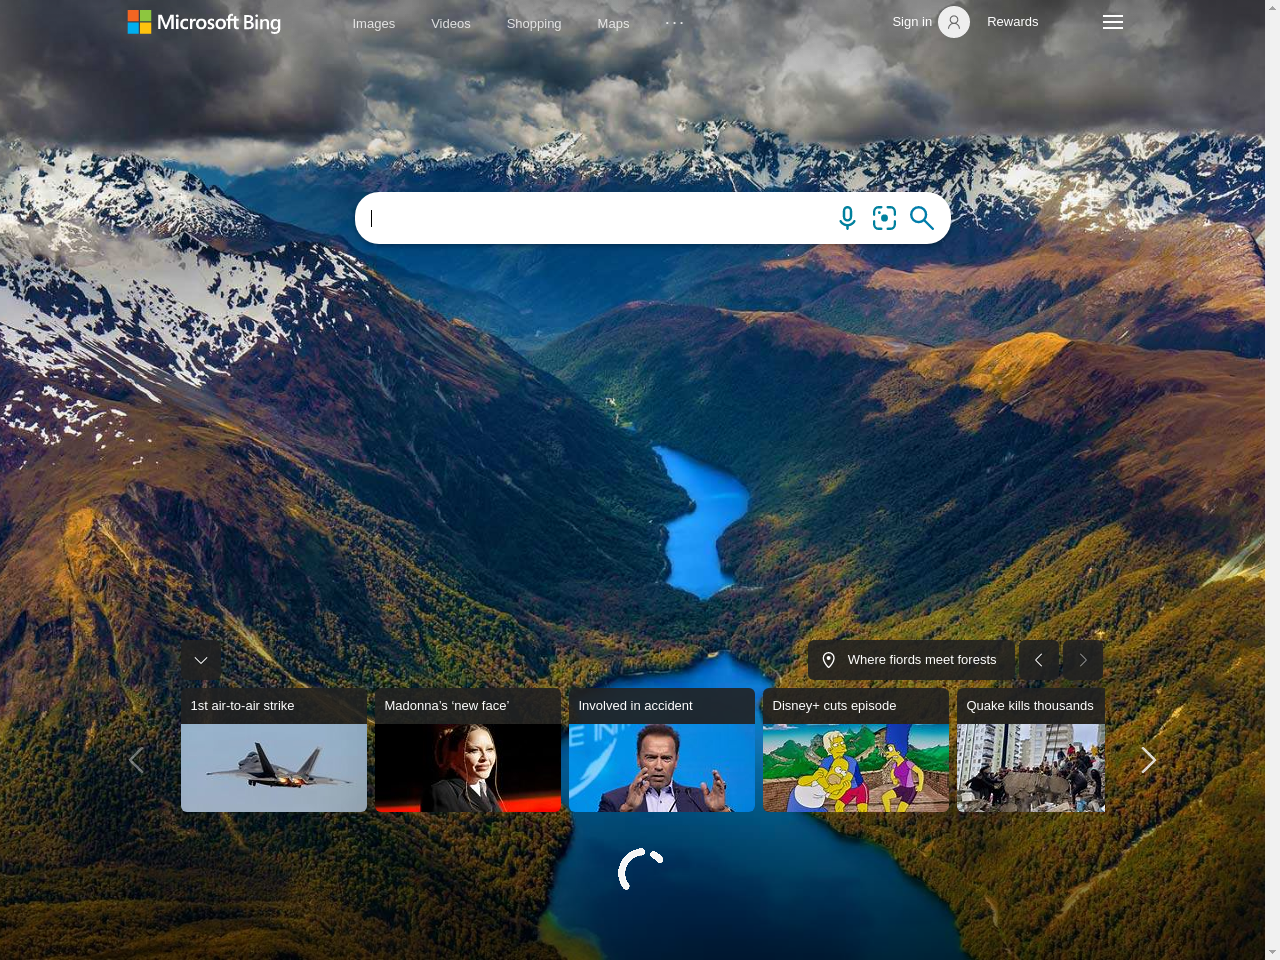 Microsoft Bing
Images
Videos
Shopping
Maps
Sign in
Rewards
Where fiords meet forests
1st air-to-air strike
Madonna’s ‘new face’
Involved in accident
Disney+ cuts episode
Quake kills thousands